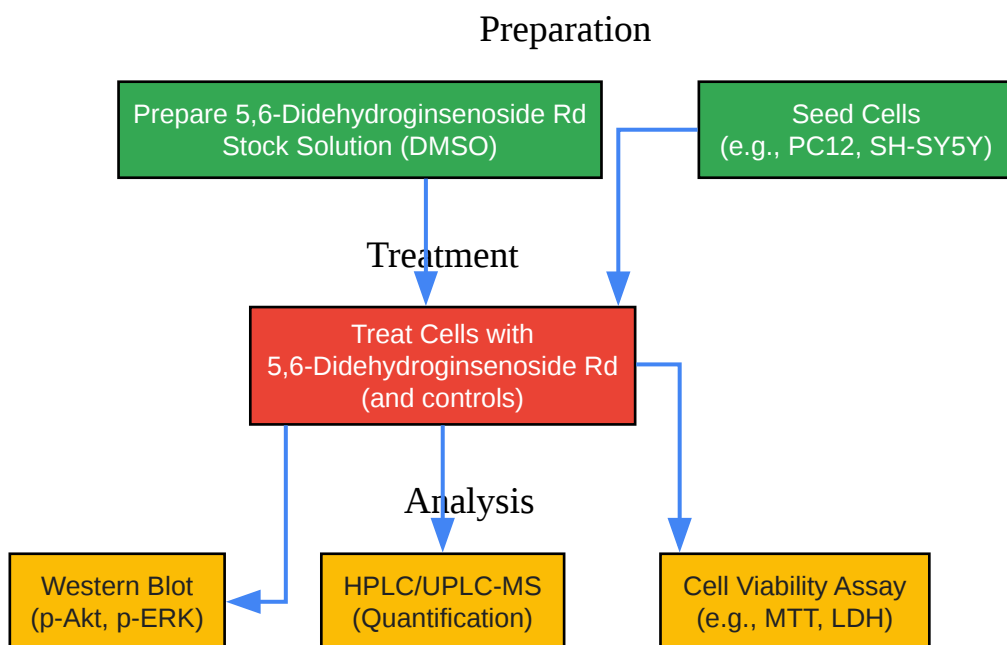 Preparation
Prepare 5,6-Didehydroginsenoside Rd
Stock Solution (DMSO)
Seed Cells
(e.g., PC12, SH-SY5Y)
Treatment
Treat Cells with
5,6-Didehydroginsenoside Rd
(and controls)
Analysis
Western Blot
(p-Akt, p-ERK)
HPLC/UPLC-MS
(Quantification)
Cell Viability Assay
(e.g., MTT, LDH)